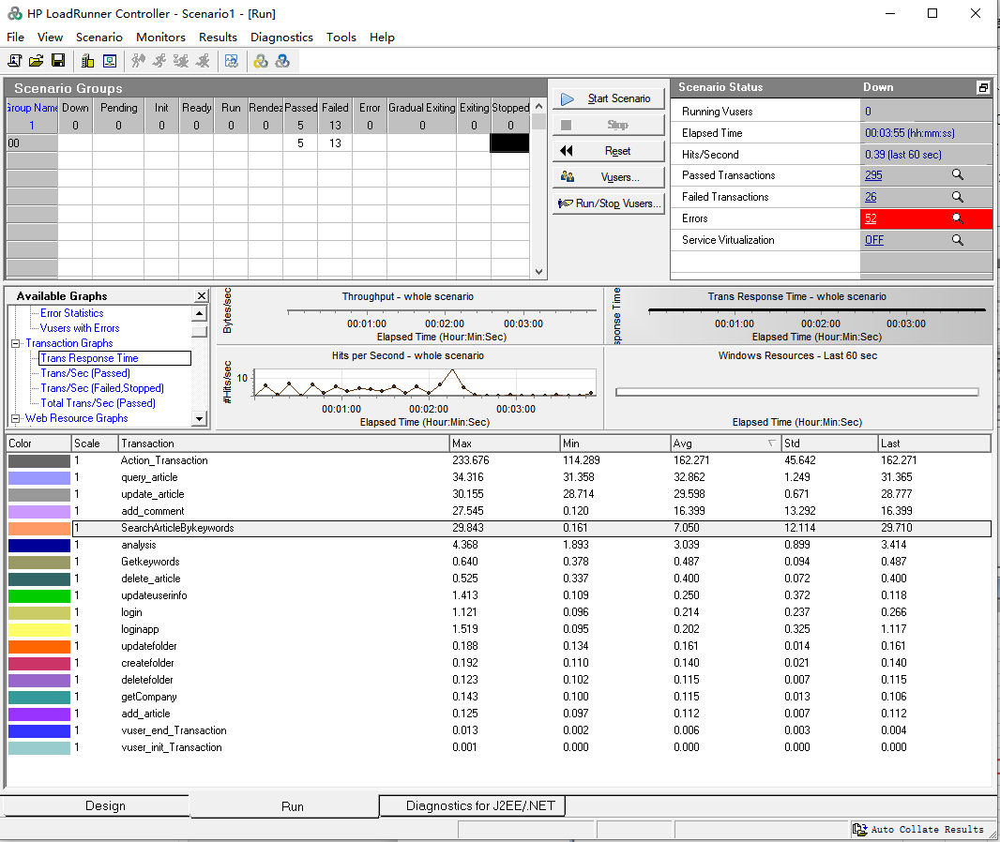 HP LoadRunner Controller - Scenario1 - [Run]
File View Scenario Monitors Results Diagnostics Tools Help
Scenario Groups
Group Name Down Pending Init Ready Run Rendez Passed Failed Error Gradual Exiting Exiting Stopped
1 0 0 0 0 0 0 5 13 0 0 0 0
00 5 13
Start Scenario
Stop
Reset
Vusers...
Run/Stop Vusers...
Scenario Status Down
Running Vusers 0
Elapsed Time 00:03:55 (hh:mm:ss)
Hits/Second 0.39 (last 60 sec)
Passed Transactions 295
Failed Transactions 26
Errors 52
Service Virtualization OFF
Available Graphs
Error Statistics
Vusers with Errors
Transaction Graphs
Trans Response Time
Trans/Sec (Passed)
Trans/Sec (Failed,Stopped)
Total Trans/Sec (Passed)
Web Resource Graphs
Throughput - whole scenario
Bytes/sec
00:01:00 00:02:00 00:03:00
Elapsed Time (Hour:Min:Sec)
Trans Response Time - whole scenario
sponse Time
00:01:00 00:02:00 00:03:00
Elapsed Time (Hour:Min:Sec)
Hits per Second - whole scenario
#Hits/sec
10
00:01:00 00:02:00 00:03:00
Elapsed Time (Hour:Min:Sec)
Windows Resources - Last 60 sec
Elapsed Time (Hour:Min:Sec)
Color Scale Transaction Max Min Avg Std Last
1 Action_Transaction 233.676 114.289 162.271 45.642 162.271
1 query_article 34.316 31.358 32.862 1.249 31.365
1 update_article 30.155 28.714 29.598 0.671 28.777
1 add_comment 27.545 0.120 16.399 13.292 16.399
1 SearchArticleBykeywords 29.843 0.161 7.050 12.114 29.710
1 analysis 4.368 1.893 3.039 0.899 3.414
1 Getkeywords 0.640 0.378 0.487 0.094 0.487
1 delete_article 0.525 0.337 0.400 0.072 0.400
1 updateuserinfo 1.413 0.109 0.250 0.372 0.118
1 login 1.121 0.096 0.214 0.237 0.266
1 loginapp 1.519 0.095 0.202 0.325 1.117
1 updatefolder 0.188 0.134 0.161 0.014 0.161
1 createfolder 0.192 0.110 0.140 0.021 0.140
1 deletefolder 0.123 0.102 0.115 0.007 0.115
1 getCompany 0.143 0.100 0.115 0.013 0.106
1 add_article 0.125 0.097 0.112 0.007 0.112
1 vuser_end_Transaction 0.013 0.002 0.006 0.003 0.004
1 vuser_init_Transaction 0.001 0.000 0.000 0.000 0.000
Design Run Diagnostics for J2EE/.NET
Auto Collate Results